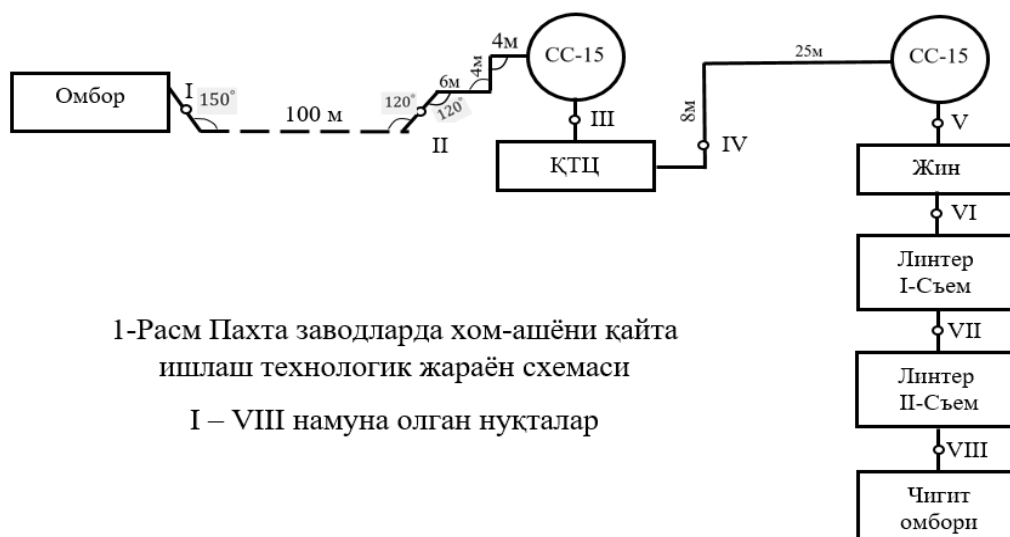 Омбор
I
150°
100 м
120°
II
6м
120°
4м
4м
СС-15
III
ҚТЦ
IV
8м
25м
СС-15
V
Жин
VI
Линтер
I-Съем
VII
Линтер
II-Съем
VIII
Чигит
омбори
1-Расм Пахта заводларда хом-ашёни қайта
ишлаш технологик жараён схемаси
I – VIII намуна олган нуқталар